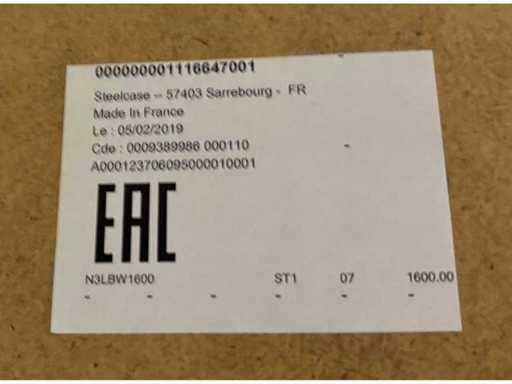 000000001116647001
Steelcase – 57403 Sarrebourg - FR
Made In France
Le : 05/02/2019
Cde : 0009389986 000110 -
A000123706095000010001
EAC
N3LBW1600 ST1 07 1600.00
- - - - - -